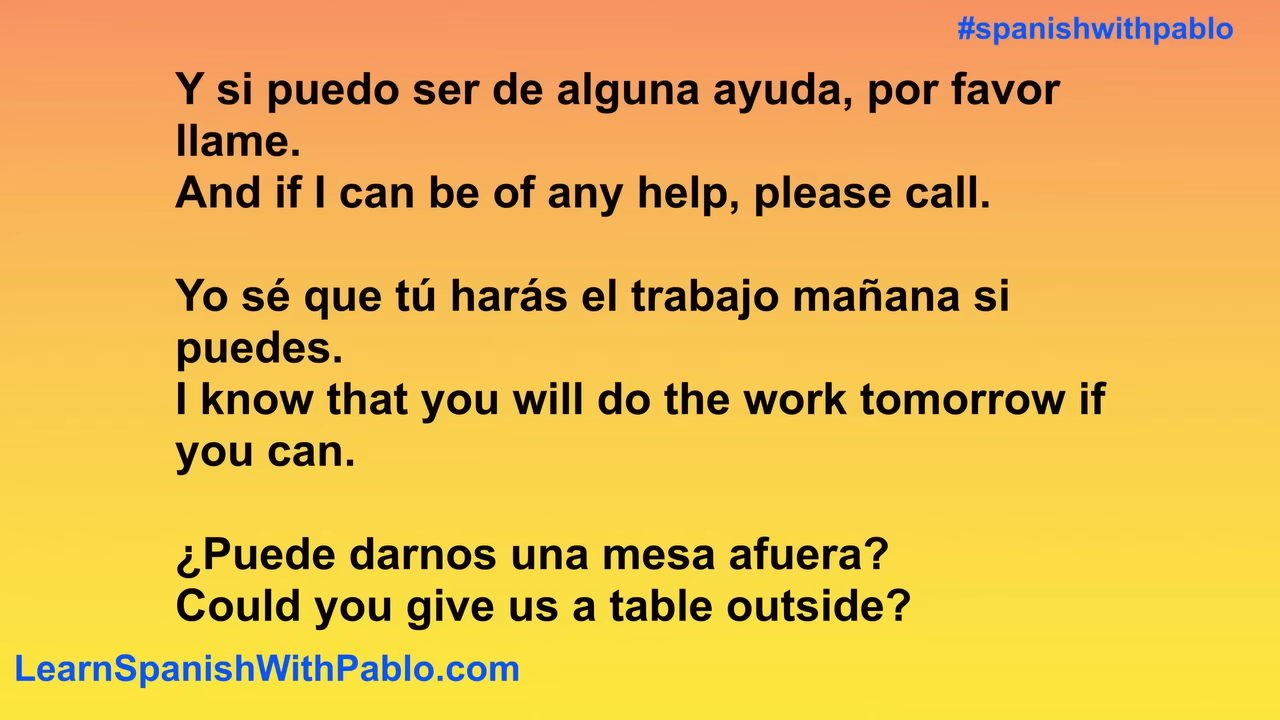 #spanishwithpablo
Y si puedo ser de alguna ayuda, por favor
llame.
And if I can be of any help, please call.
Yo sé que tú harás el trabajo mañana si
puedes.
I know that you will do the work tomorrow if
you can.
¿Puede darnos una mesa afuera?
Could you give us a table outside?
LearnSpanishWithPablo.com